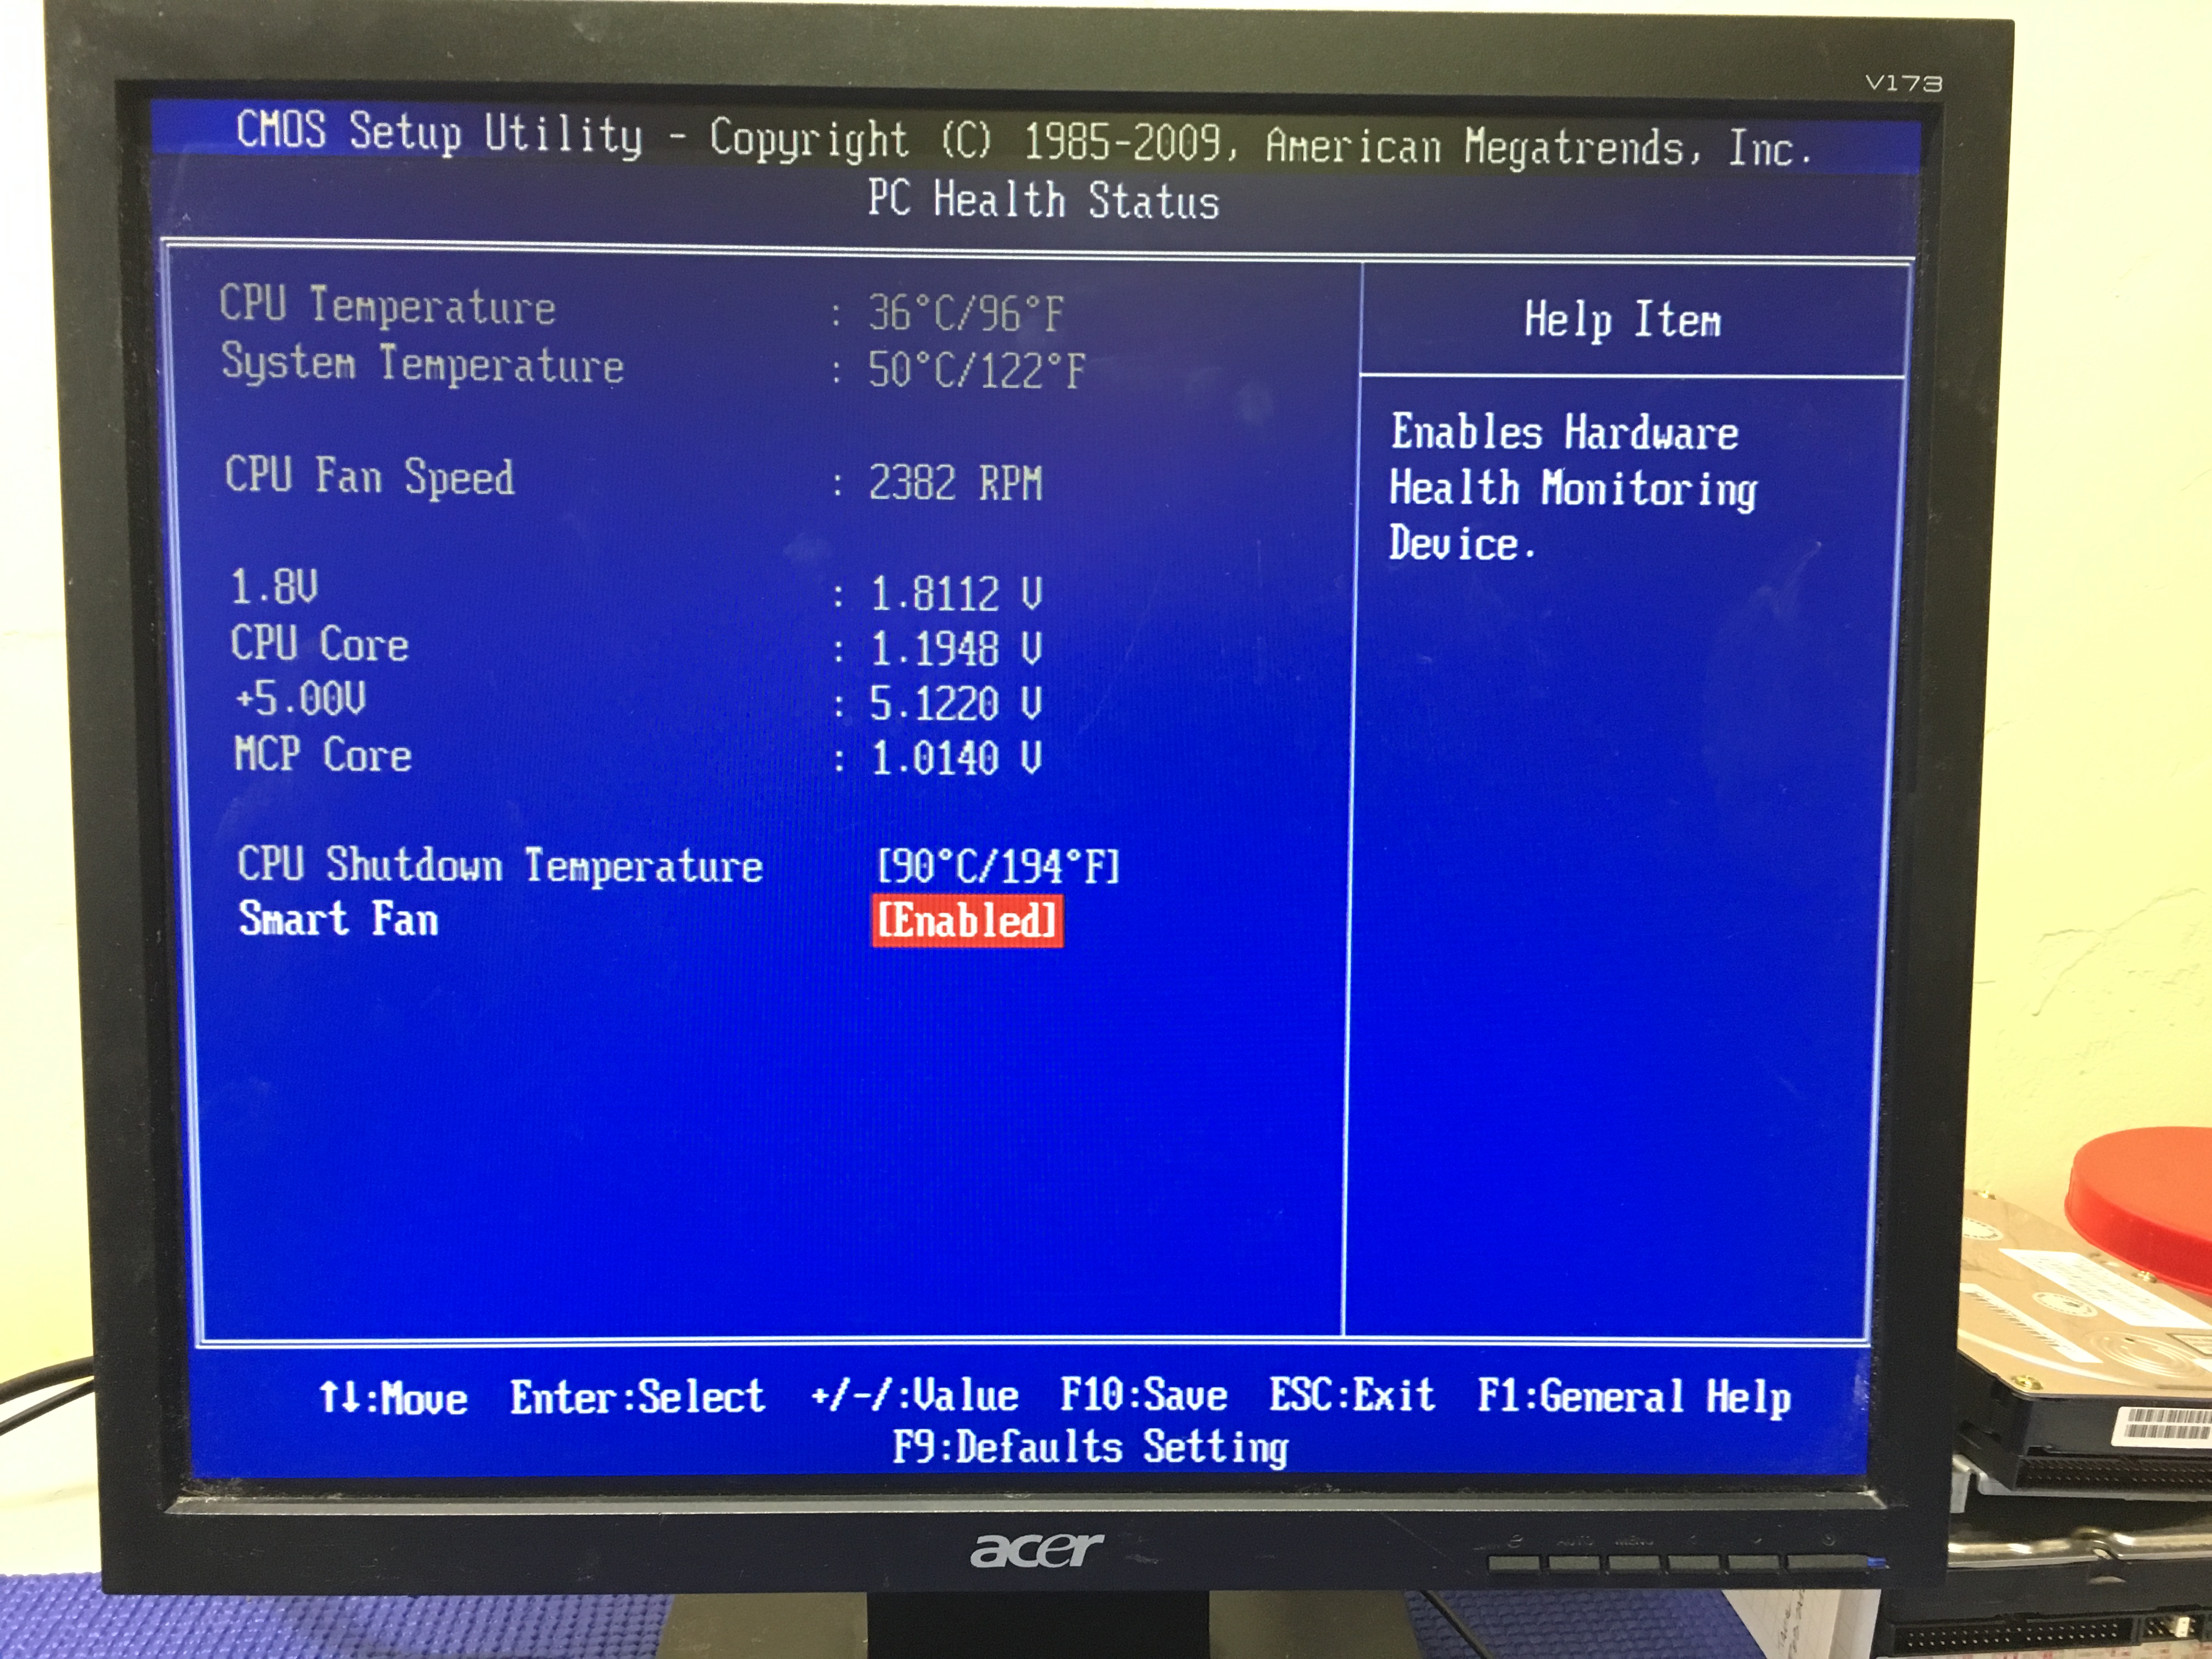 V173
CMOS Setup Utility - Copyright (C) 1985-2009, American Megatrends, Inc.
PC Health Status
CPU Temperature : 36°C/96°F
System Temperature : 50°C/122°F
CPU Fan Speed : 2382 RPM
1.8V : 1.8112 V
CPU Core : 1.1948 V
+5.00V : 5.1220 V
MCP Core : 1.0140 V
CPU Shutdown Temperature [90°C/194°F]
Smart Fan [Enabled]
Help Item
Enables Hardware
Health Monitoring
Device.
↑↓:Move Enter:Select +/-/:Value F10:Save ESC:Exit F1:General Help
F9:Defaults Setting
acer